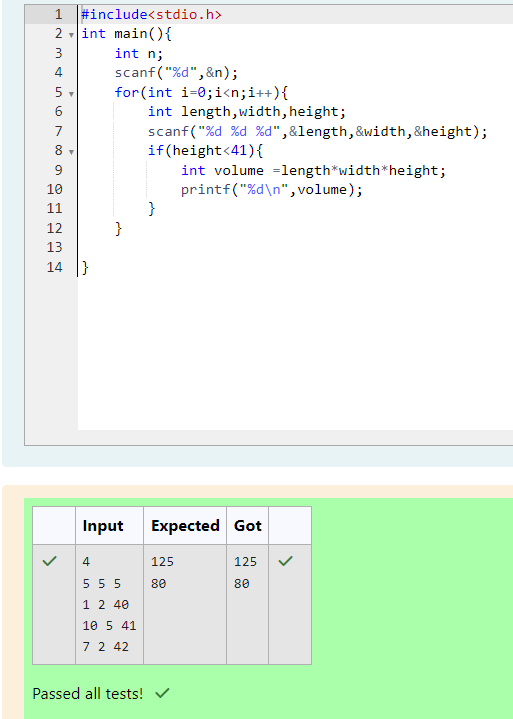 1 #include<stdio.h>
2 int main(){
3     int n;
4     scanf("%d",&n);
5     for(int i=0;i<n;i++){
6         int length,width,height;
7         scanf("%d %d %d",&length,&width,&height);
8         if(height<41){
9             int volume =length*width*height;
10             printf("%d\n",volume);
11         }
12     }
13
14 }
Input Expected Got
4 125 125
5 5 5 80 80
1 2 40
10 5 41
7 2 42
Passed all tests!